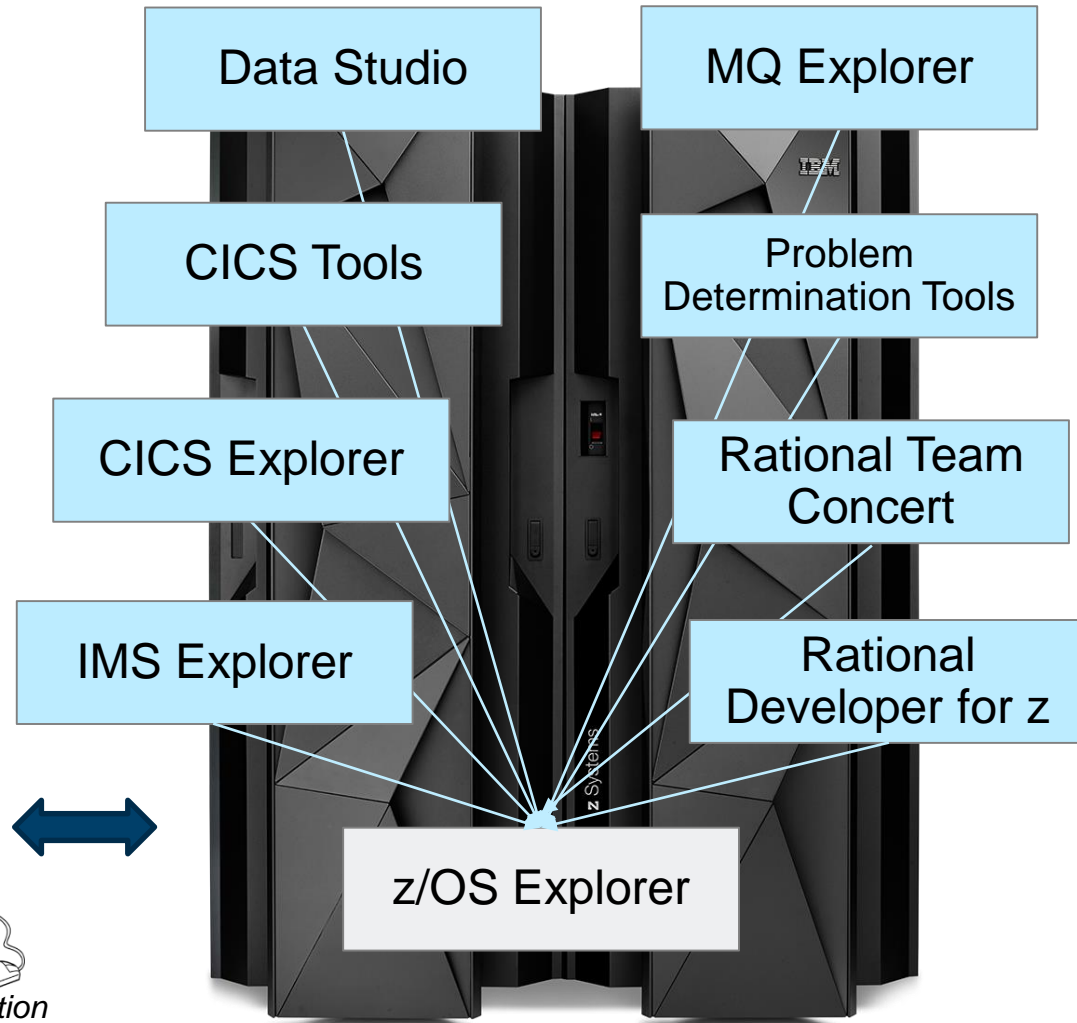 Data Studio
MQ Explorer
IBM
CICS Tools
Problem
Determination Tools
CICS Explorer
Rational Team
Concert
IMS Explorer
Rational
Developer for z
z Systems
z/OS Explorer